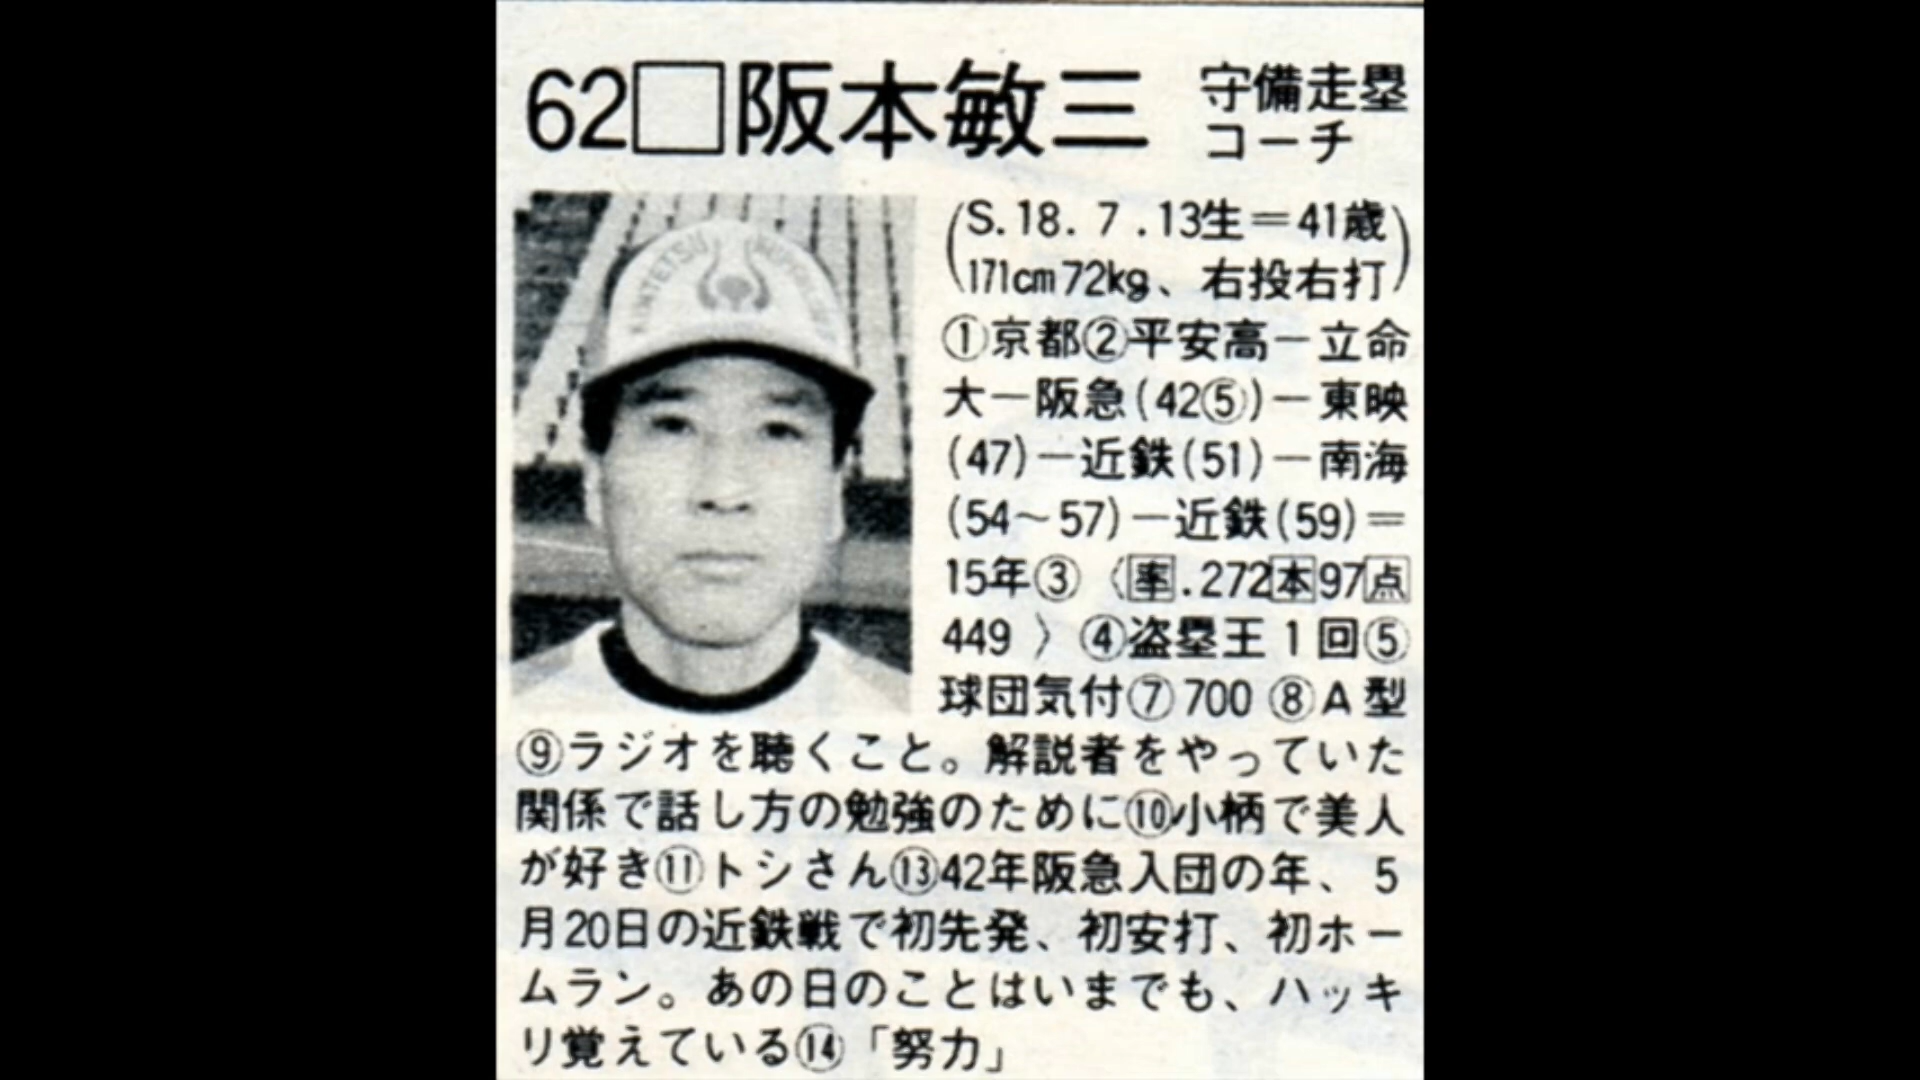 62□阪本敏三
守備走塁
コーチ
KINTETSU
(S.18.7.13生＝41歳
171cm72kg、右投右打)
①京都②平安高－立命
大－阪急(42⑤)－東映
(47)－近鉄(51)－南海
(54～57)－近鉄(59)＝
15年③〈率.272本97点
449〉④盗塁王1回⑤
球団気付⑦700⑧A型
⑨ラジオを聴くこと。解説者をやっていた
関係で話し方の勉強のために⑩小柄で美人
が好き⑪トシさん⑬42年阪急入団の年、5
月20日の近鉄戦で初先発、初安打、初ホー
ムラン。あの日のことはいまでも、ハッキ
リ覚えている⑭「努力」